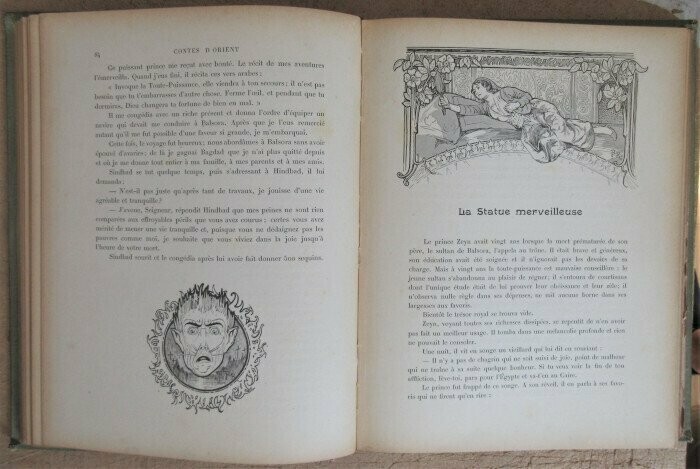 84
CONTES D'ORIENT
Ce puissant prince me reçut avec bonté. Le récit de mes aventures
l'émerveilla. Quand j'eus fini, il récita ces vers arabes :
« Invoque la Toute-Puissance, elle viendra à ton secours; il n'est pas
besoin que tu t'embarrasses d'autre chose. Ferme l'œil, et pendant que tu
dormiras, Dieu changera ta fortune de bien en mal. »
Il me congédia avec un riche présent et donna l'ordre d'équiper un
navire qui devait me conduire à Balsora. Après que je l'eus remercié
autant qu'il me fut possible d'une faveur si grande, je m'embarquai.
Cette fois, le voyage fut heureux; nous abordâmes à Balsora sans avoir
éprouvé d'avaries; de là je gagnai Bagdad que je n'ai plus quitté depuis
et où je me donne tout entier à ma famille, à mes parents et à mes amis.
Sindbad se tut quelque temps, puis s'adressant à Hindbad, il lui
demanda :
— N'est-il pas juste qu'après tant de travaux, je jouisse d'une vie
agréable et tranquille?
— J'avoue, Seigneur, répondit Hindbad que mes peines ne sont rien
comparées aux effroyables périls que vous avez courus : certes vous avez
mérité de mener une vie tranquille et, puisque vous ne dédaignez pas les
pauvres comme moi, je souhaite que vous viviez dans la joie jusqu'à
l'heure de votre mort.
Sindbad sourit et le congédia après lui avoir fait donner sequins.
La Statue merveilleuse
Le prince Zeyn avait vingt ans lorsque la mort prématurée de son
père, le sultan de Balsora, l'appela au trône. Il était brave et généreux,
son éducation avait été soignée et il n'ignorait pas les devoirs de sa
charge. Mais à vingt ans la toute-puissance est mauvaise conseillère; le
jeune sultan s'abandonna au plaisir de régner; il s'entoura de courtisans
dont l'unique étude était de lui prouver leur
il n'observa nulle règle dans ses dépenses, ne mit aucune borne dans ses
largesses aux favoris.
Bientôt le trésor royal se trouva vide.
Zeyn, voyant toutes ses richesses dissipées, se repentit de n'en avoir
pas fait un meilleur usage. Il tomba dans une mélancolie profonde et rien
ne pouvait le consoler.
Une nuit, il vit en songe un vieillard qui lui dit en souriant :
— Il n'y a pas de chagrin qui ne soit suivi de joie, point de malheur
qui ne traîne à sa suite quelque bonheur. Si tu veux voir la fin de ton
affliction, lève-toi, pars pour l'Égypte et va-t'en au Caire.
Le prince fut frappé de ce songe. A son réveil, il en parla à ses favo-
ris qui ne firent qu'en rire :